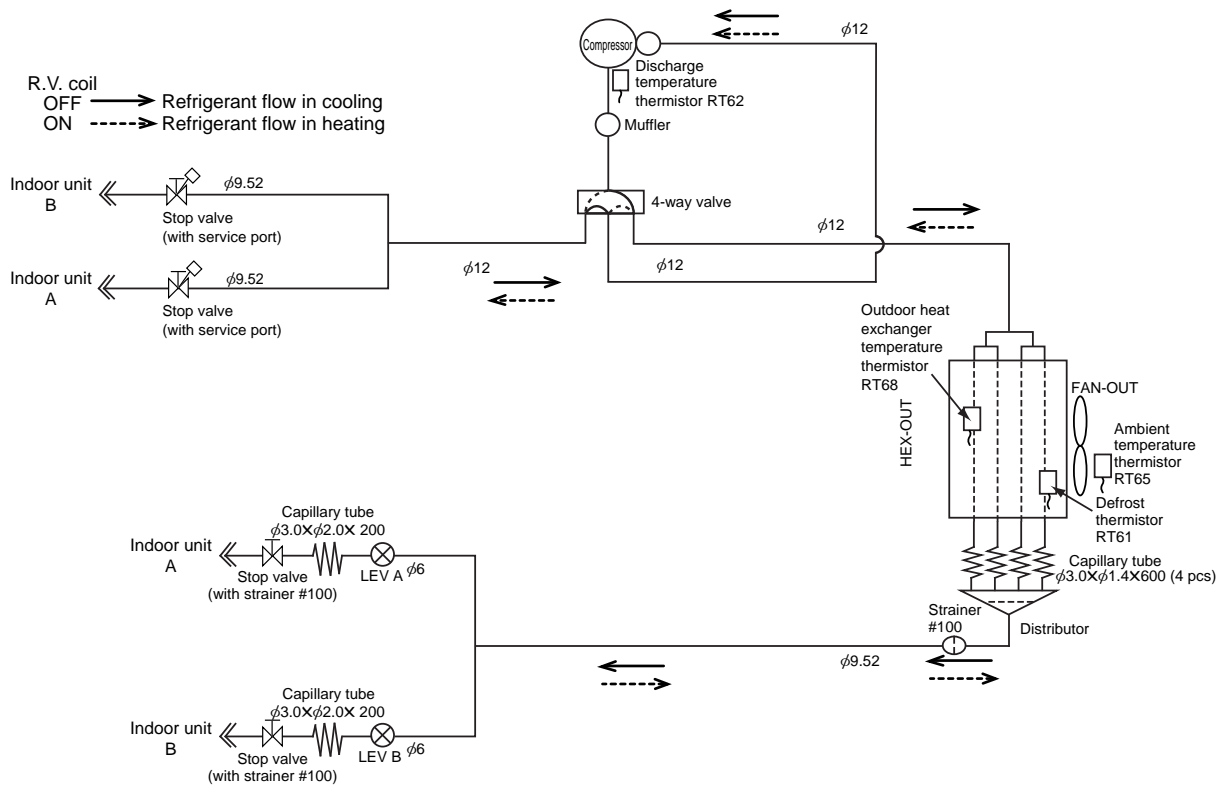 ϕ12
Compressor
Discharge
temperature
thermistor RT62
Muffler
R.V. coil
OFF Refrigerant flow in cooling
ON Refrigerant flow in heating
Indoor unit
B
ϕ9.52
Stop valve
(with service port)
4-way valve
Indoor unit
A
ϕ9.52
Stop valve
(with service port)
ϕ12
ϕ12
ϕ12
Outdoor heat
exchanger
temperature
thermistor
RT68
HEX-OUT
FAN-OUT
Ambient
temperature
thermistor
RT65
Defrost
thermistor
RT61
Capillary tube
ϕ3.0×ϕ1.4×600 (4 pcs)
Strainer
#100
Distributor
ϕ9.52
Capillary tube
ϕ3.0×ϕ2.0× 200
Indoor unit
A
LEV A
ϕ6
Stop valve
(with strainer #100)
Capillary tube
ϕ3.0×ϕ2.0× 200
Indoor unit
B
LEV B
ϕ6
Stop valve
(with strainer #100)